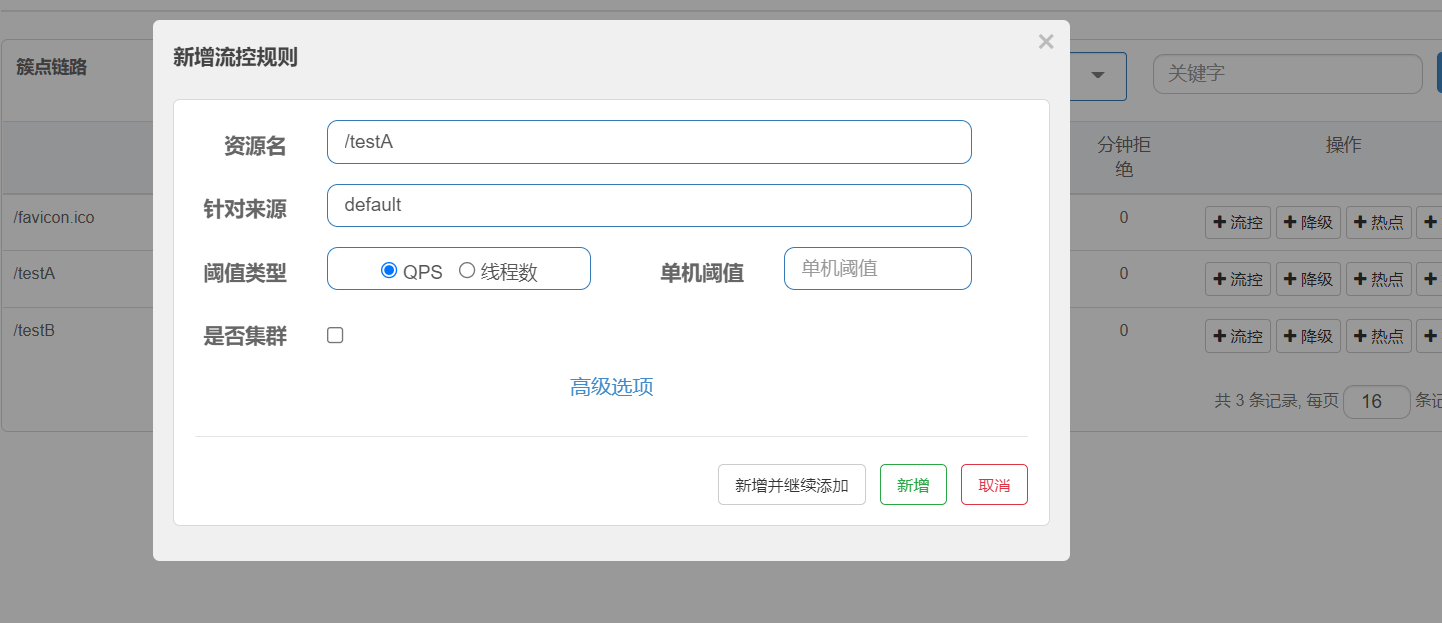 新增流控规则
×
簇点链路
关键字
资源名
/testA
分钟拒
绝
操作
针对来源
default
/favicon.ico
0
流控
降级
热点
阈值类型
QPS
线程数
单机阈值
单机阈值
/testA
0
流控
降级
热点
是否集群
/testB
0
流控
降级
热点
高级选项
共 3 条记录, 每页
16
条记
新增并继续添加
新增
取消